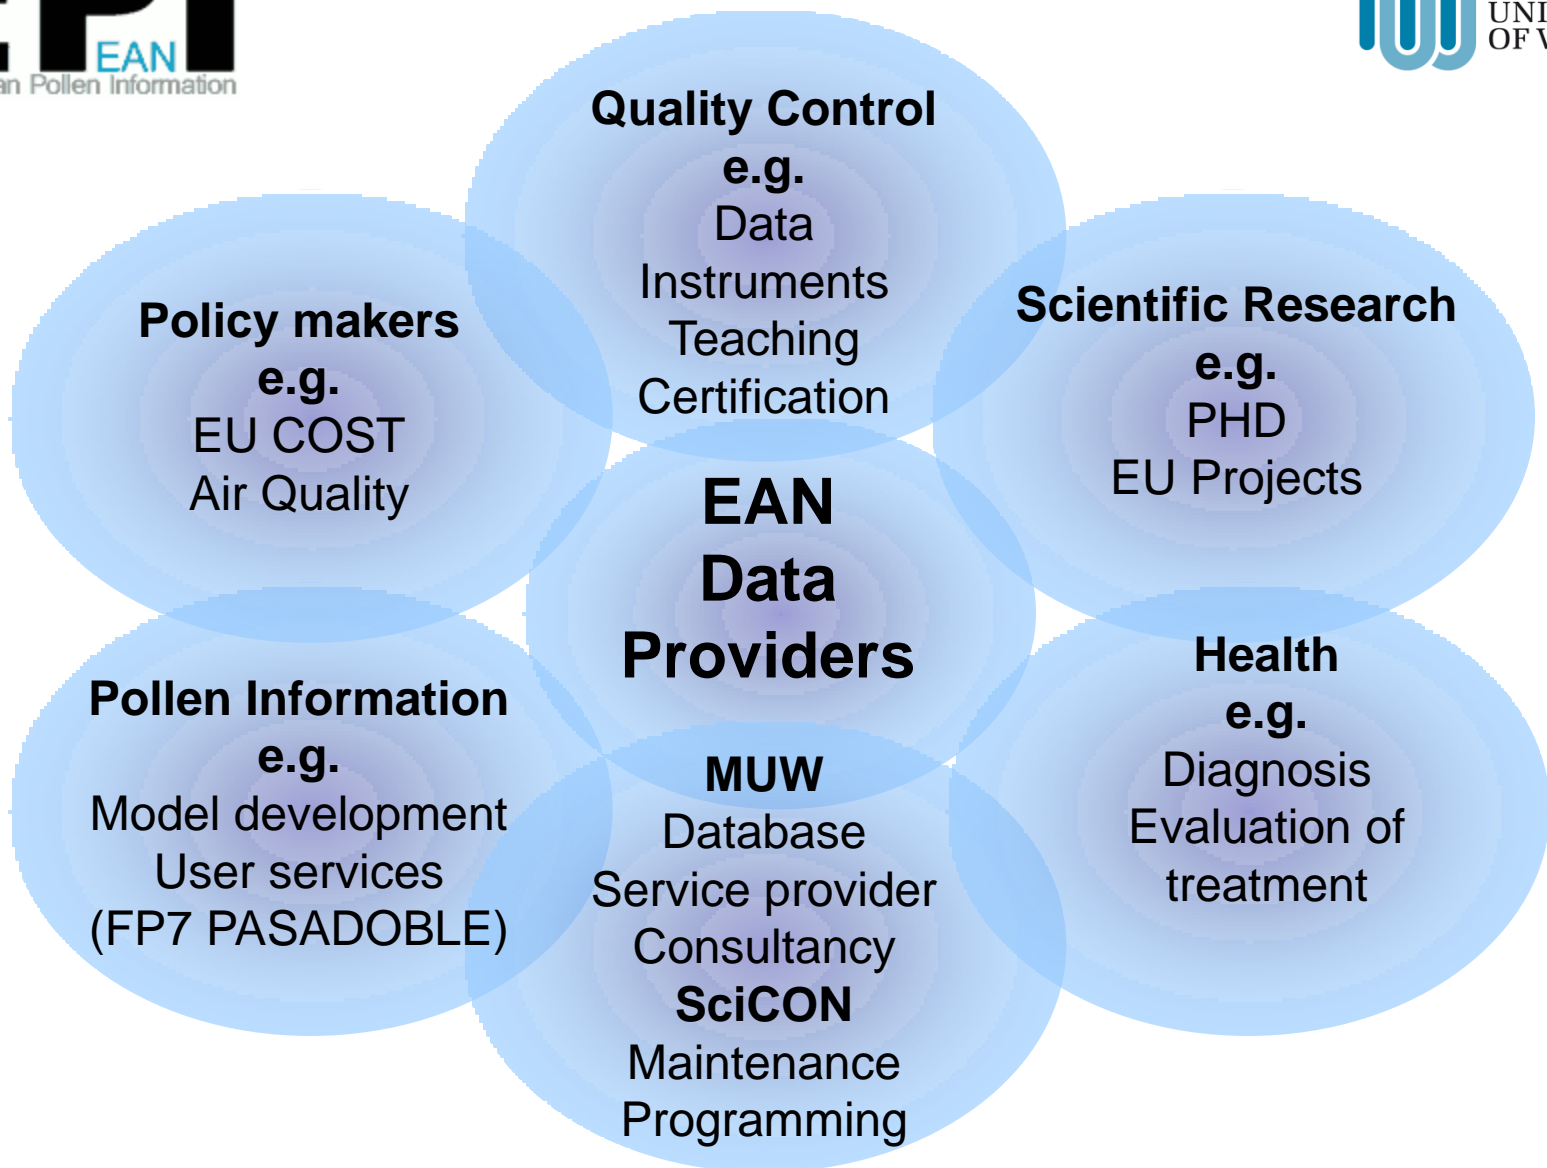 EAN
Pollen Information
UNI
OF
Quality Control
e.g.
Data
Instruments
Teaching
Certification
Policy makers
e.g.
EU COST
Air Quality
Scientific Research
e.g.
PHD
EU Projects
EAN
Data
Providers
Pollen Information
e.g.
Model development
User services
(FP7 PASADOBLE)
MUW
Database
Service provider
Consultancy
SciCON
Maintenance
Programming
Health
e.g.
Diagnosis
Evaluation of
treatment